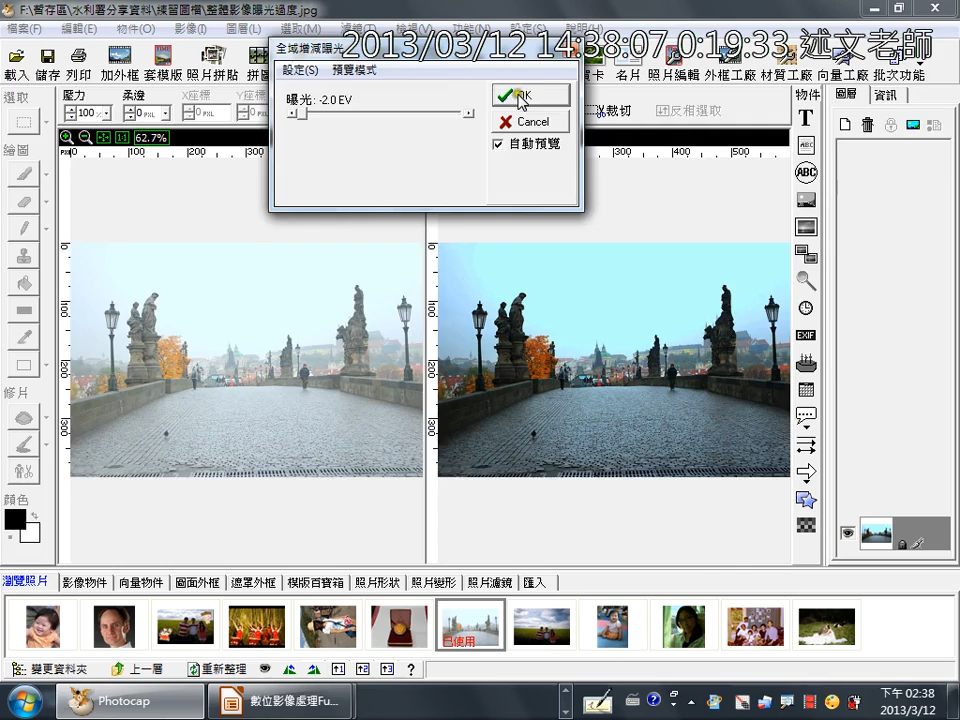 F:\暫存區\水利署分享資料\練習圖檔\整體影像曝光過度.jpg
2013/03/12 14:38:07 0:19:33 述文老師
檔案(F) 編輯(E) 物件(O) 影像(I) 圖層(L) 選取(M)
載入 儲存 列印 加外框 套模版 照片拼貼 名片 照片編輯 外框工廠 材質工廠 向量工廠 批次功能
全域增減曝光
設定(S) 預覽模式
曝光: -2.0 EV
OK
Cancel
自動預覽
選取
壓力 柔邊 X座標 Y座標
100 0 PXL 0 PXL
裁切 反相選取
物件 圖層 資訊
62.7%
繪圖
修片
顏色
T
ABC
ABC
EXIF
瀏覽照片 影像物件 向量物件 圖面外框 遮罩外框 模版百寶箱 照片形狀 照片變形 照片濾鏡 匯入
已使用
變更資料夾 上一層 重新整理
Photocap
數位影像處理Fu...
下午 02:38
2013/3/12